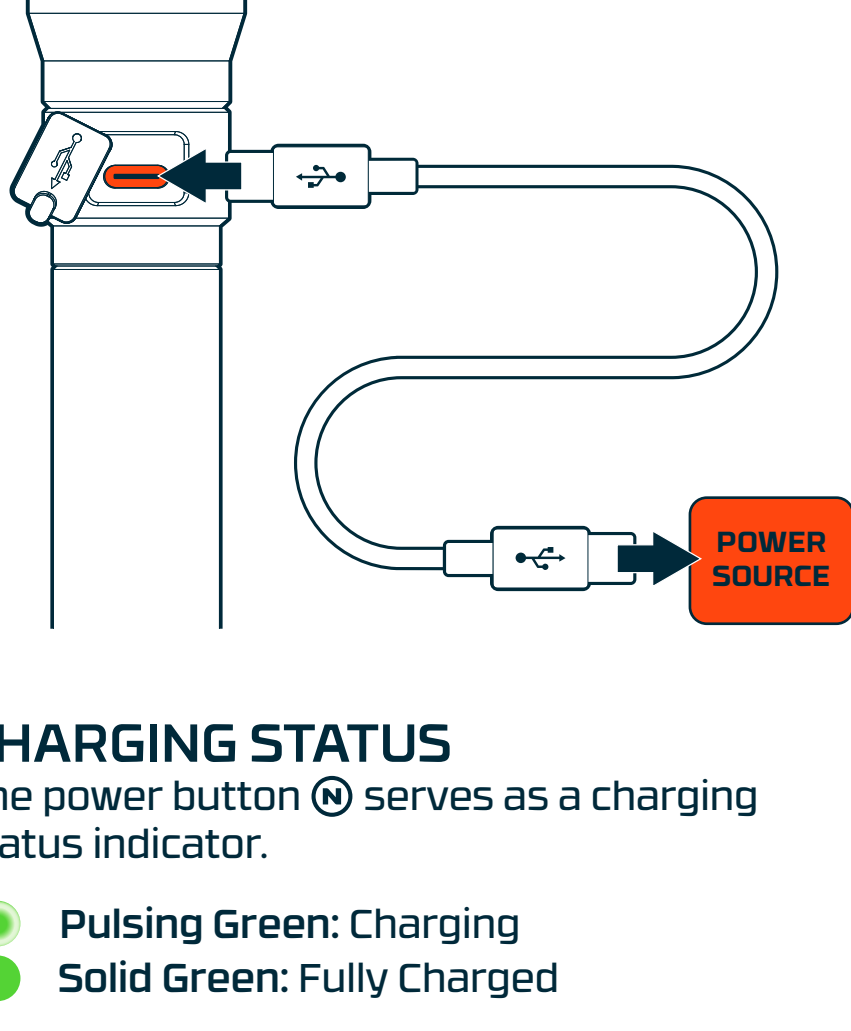 POWER
SOURCE
HARGING STATUS
he power button N serves as a charging
atus indicator.
Pulsing Green: Charging
Solid Green: Fully Charged